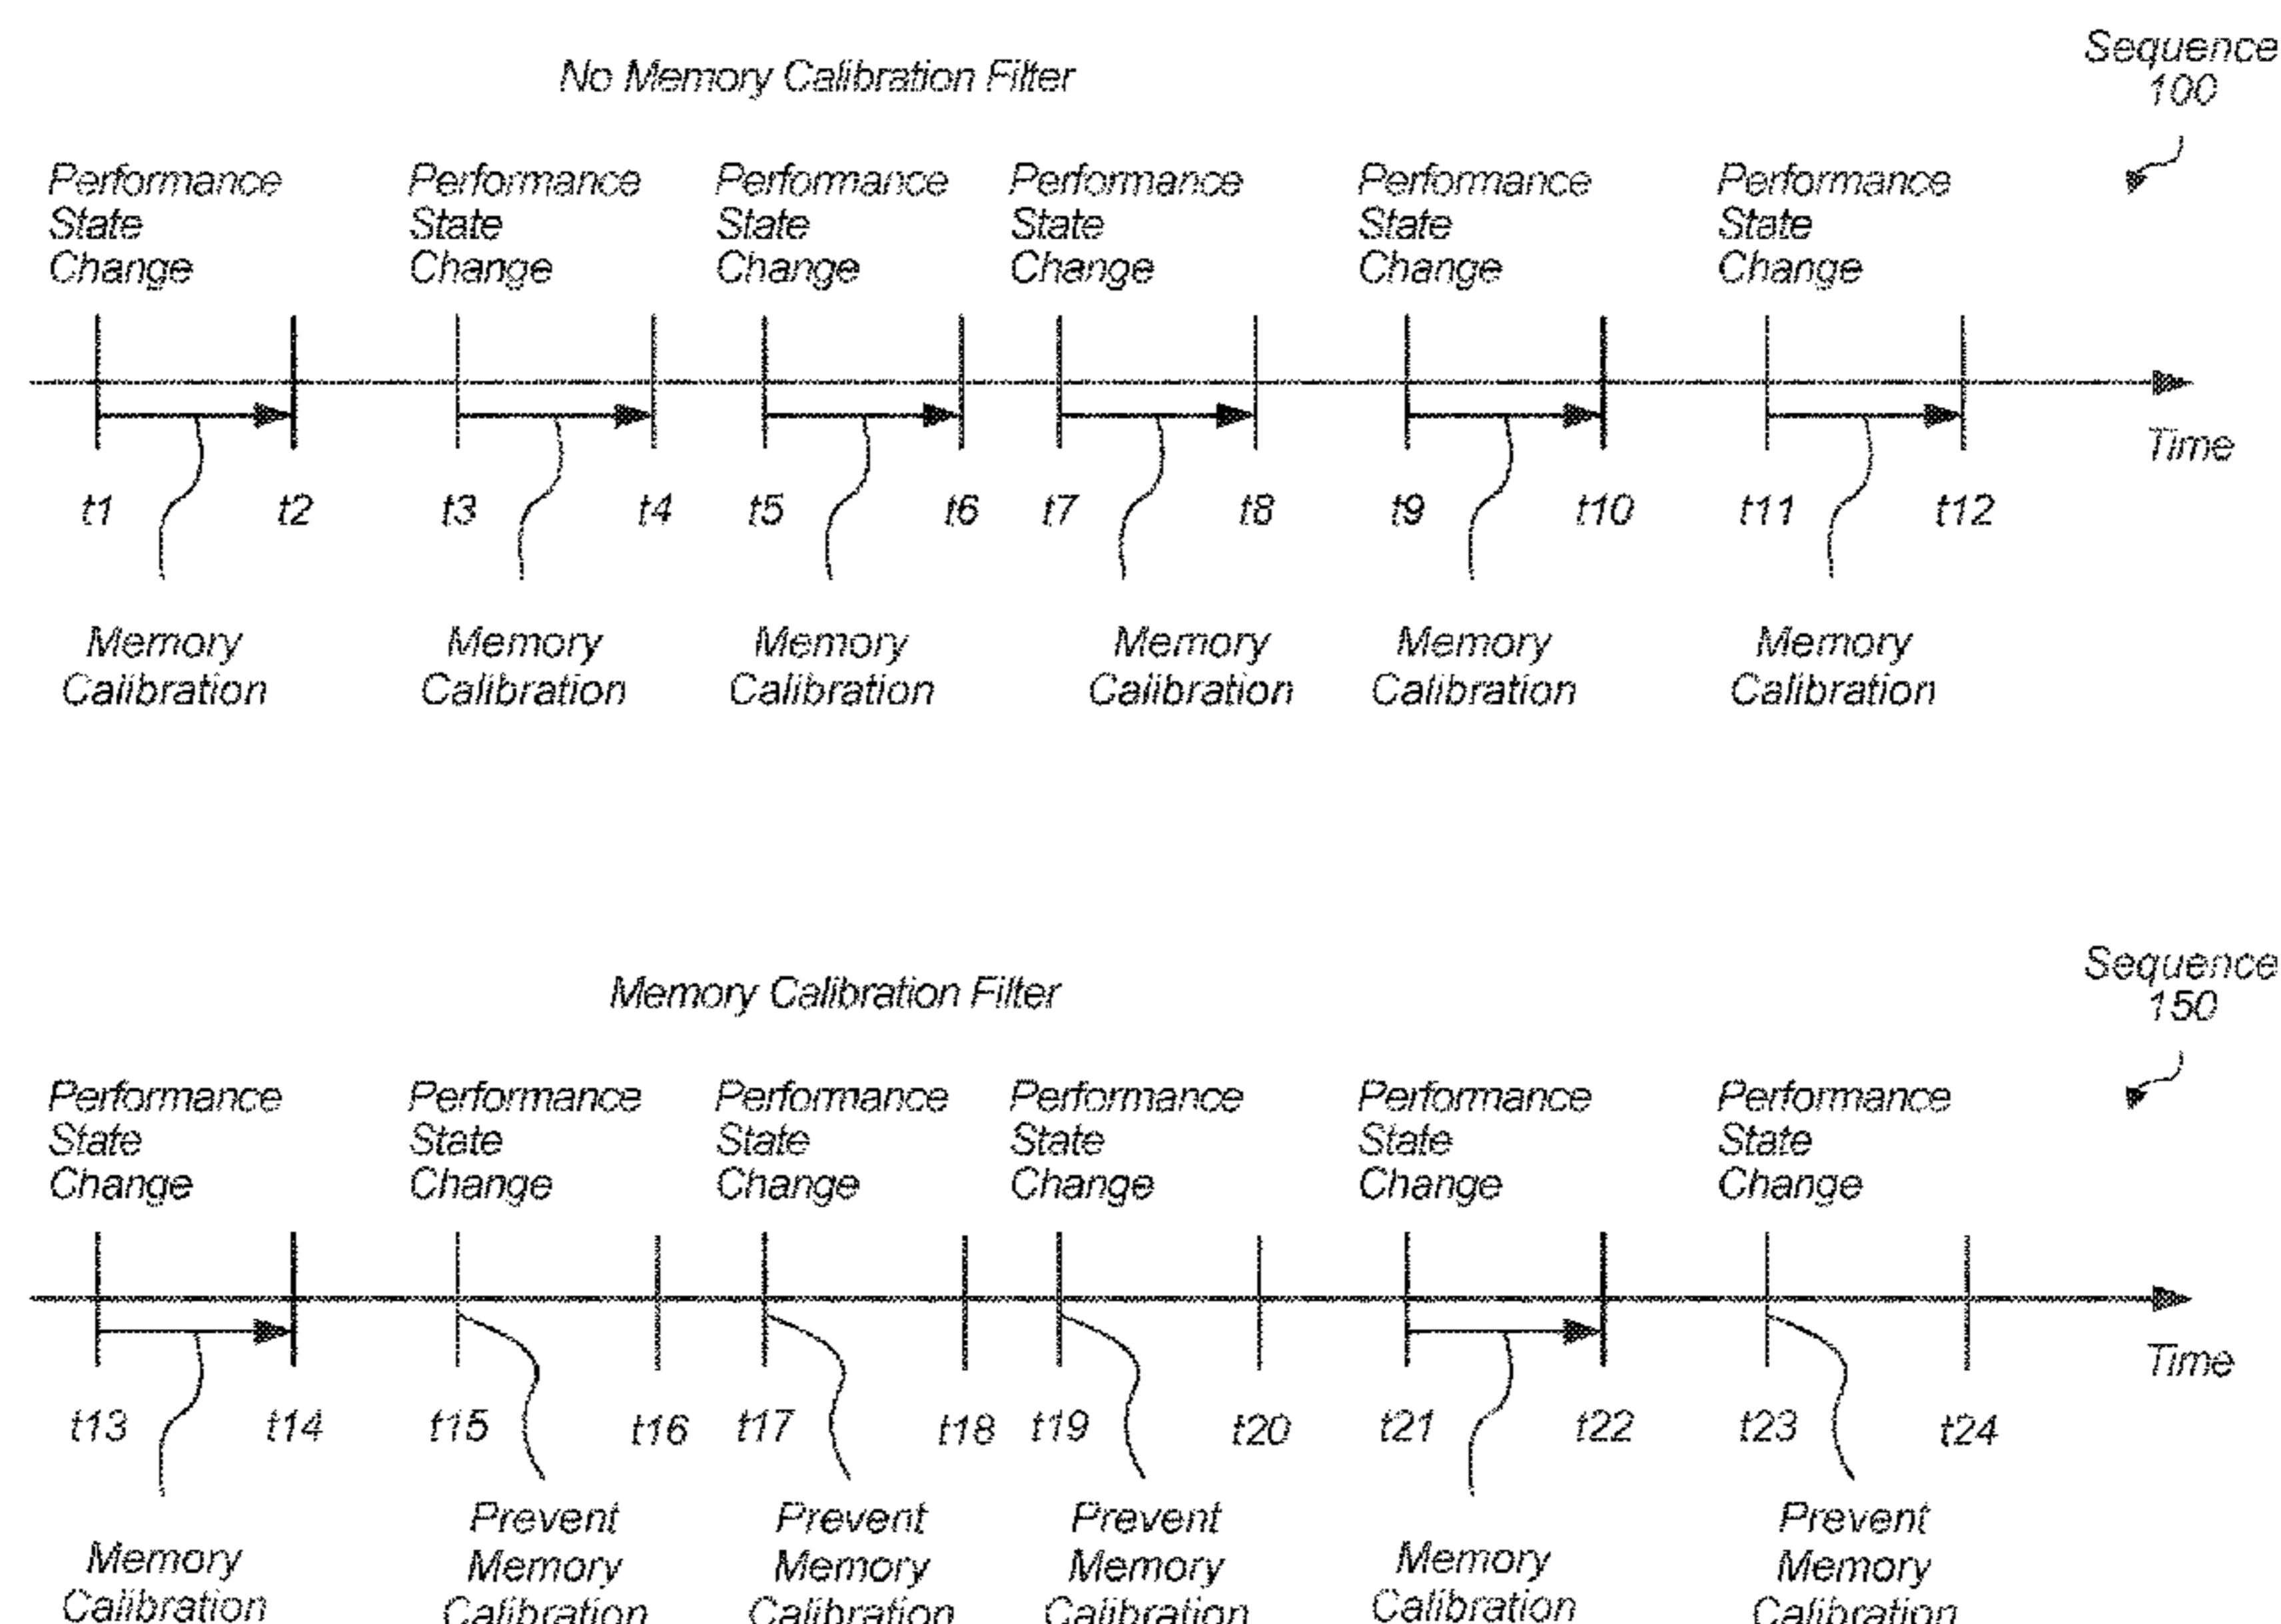 No Memory Calibration Filter
Sequence
100
Performance
State
Change
Performance
State
Change
Performance
State
Change
Performance
State
Change
Performance
State
Change
Performance
State
Change
Time
t1
t2
t3
t4
t5
t6
t7
t8
t9
t10
t11
t12
Memory
Calibration
Memory
Calibration
Memory
Calibration
Memory
Calibration
Memory
Calibration
Memory
Calibration
Memory Calibration Filter
Sequence
150
Performance
State
Change
Performance
State
Change
Performance
State
Change
Performance
State
Change
Performance
State
Change
Performance
State
Change
Time
t13
t14
t15
t16
t17
t18
t19
t20
t21
t22
t23
t24
Memory
Calibration
Prevent
Memory
Calibration
Prevent
Memory
Calibration
Prevent
Memory
Calibration
Memory
Calibration
Prevent
Memory
Calibration